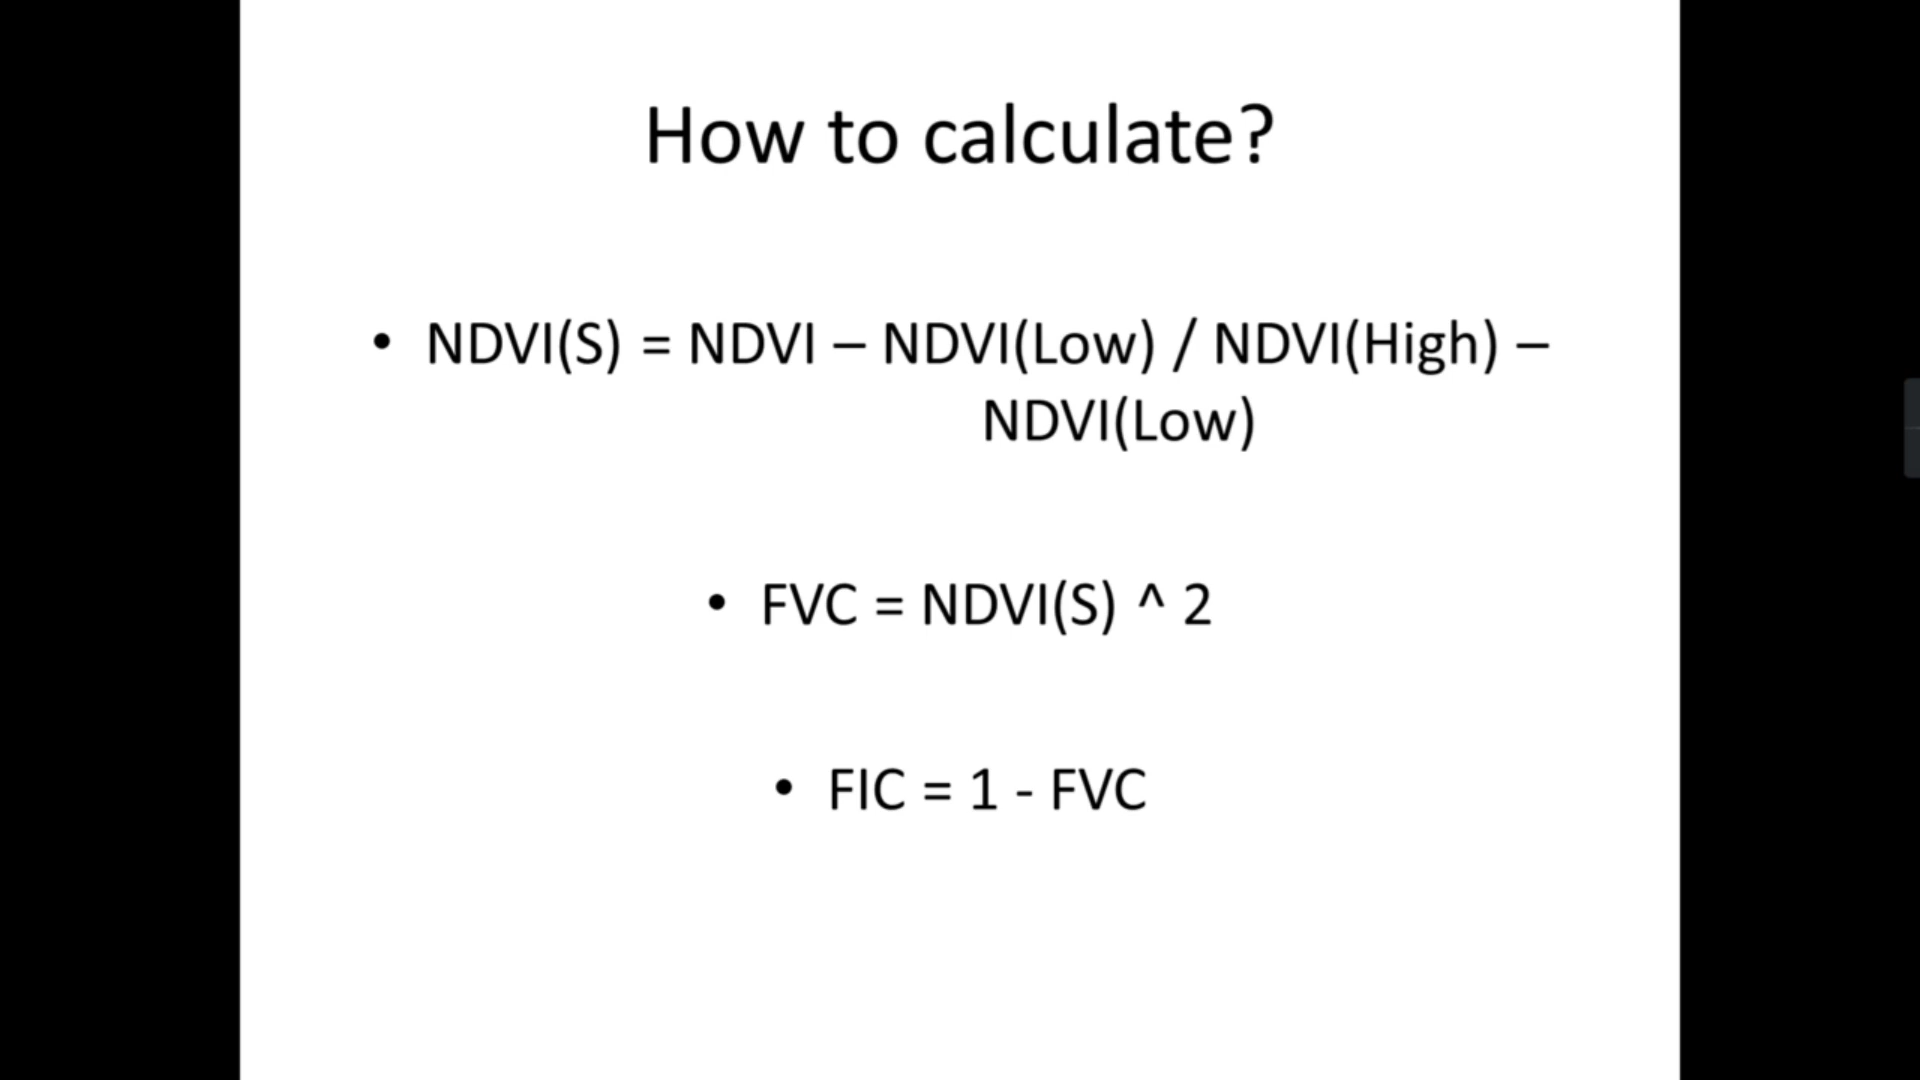 How to calculate?
• NDVI(S) = NDVI – NDVI(Low) / NDVI(High) –
NDVI(Low)
• FVC = NDVI(S) ^ 2
• FIC = 1 - FVC